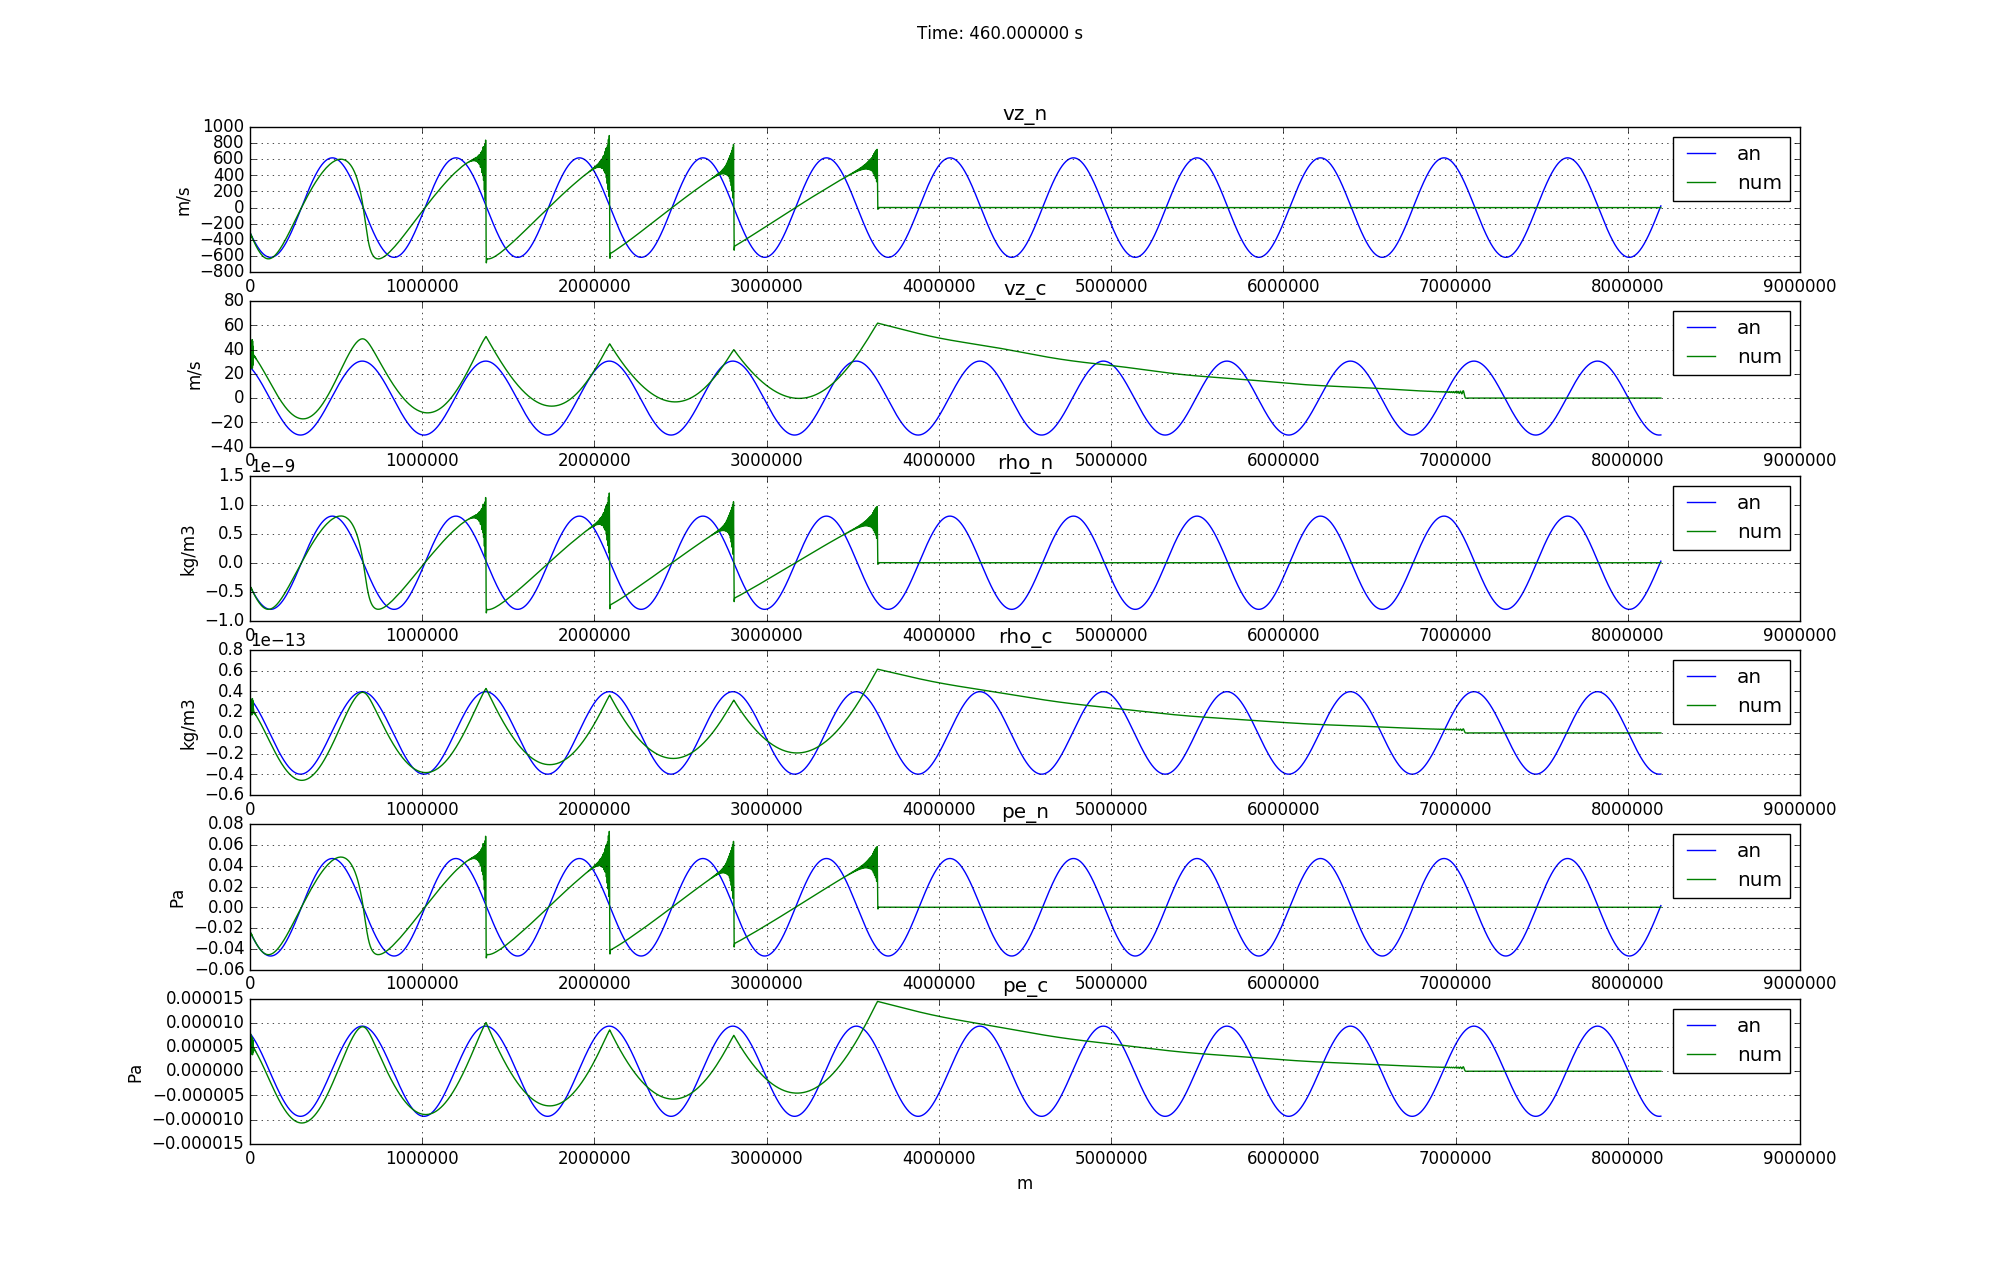 Time: 460.000000 s
vz_n
1000
800
600
400
200
0
−200
−400
−600
−800
m/s
an
num
0 1000000 2000000 3000000 4000000 5000000 6000000 7000000 8000000 9000000
vz_c
80
60
40
20
0
−20
−40
m/s
an
num
0 1000000 2000000 3000000 4000000 5000000 6000000 7000000 8000000 9000000
1e−9
rho_n
1.5
1.0
0.5
0.0
−0.5
−1.0
kg/m3
an
num
0 1000000 2000000 3000000 4000000 5000000 6000000 7000000 8000000 9000000
1e−13
rho_c
0.8
0.6
0.4
0.2
0.0
−0.2
−0.4
−0.6
kg/m3
an
num
0 1000000 2000000 3000000 4000000 5000000 6000000 7000000 8000000 9000000
pe_n
0.08
0.06
0.04
0.02
0.00
−0.02
−0.04
−0.06
Pa
an
num
0 1000000 2000000 3000000 4000000 5000000 6000000 7000000 8000000 9000000
pe_c
0.000015
0.000010
0.000005
0.000000
−0.000005
−0.000010
−0.000015
Pa
an
num
0 1000000 2000000 3000000 4000000 5000000 6000000 7000000 8000000 9000000
m